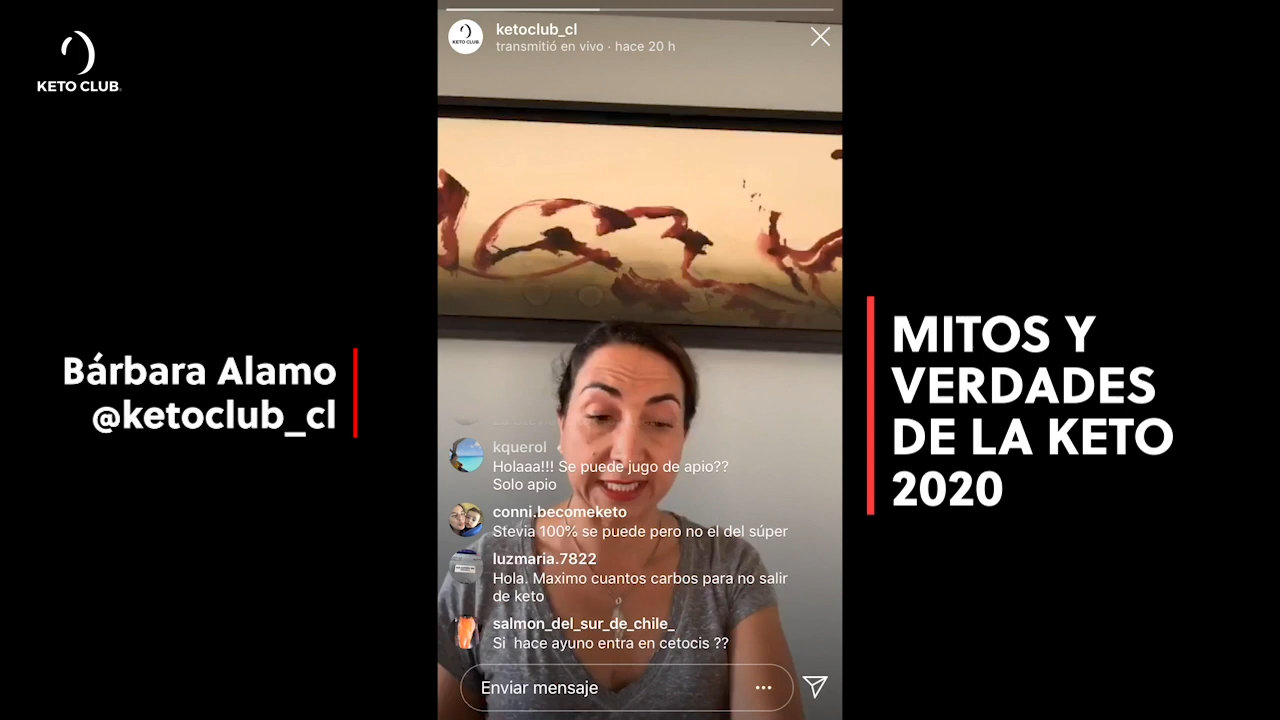 KETO CLUB
ketoclub_cl
transmitió en vivo · hace 20 h
KETO CLUB
Bárbara Alamo
@ketoclub_cl
kquerol
Holaaa!!! Se puede jugo de apio??
Solo apio
conni.becomeketo
Stevia 100% se puede pero no el del súper
luzmaria.7822
Hola. Maximo cuantos carbos para no salir
de keto
salmon_del_sur_de_chile_
Si hace ayuno entra en cetocis ??
Enviar mensaje
MITOS Y
VERDADES
DE LA KETO
2020